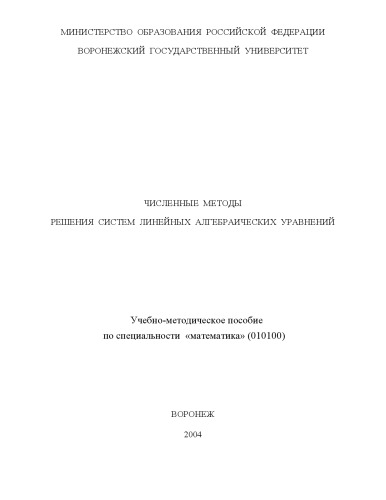 МИНИСТЕРСТВО ОБРАЗОВАНИЯ РОССИЙСКОЙ ФЕДЕРАЦИИ
ВОРОНЕЖСКИЙ ГОСУДАРСТВЕННЫЙ УНИВЕРСИТЕТ
ЧИСЛЕННЫЕ МЕТОДЫ
РЕШЕНИЯ СИСТЕМ ЛИНЕЙНЫХ АЛГЕБРАИЧЕСКИХ УРАВНЕНИЙ
Учебно-методическое пособие
по специальности «математика» (010100)
ВОРОНЕЖ
2004